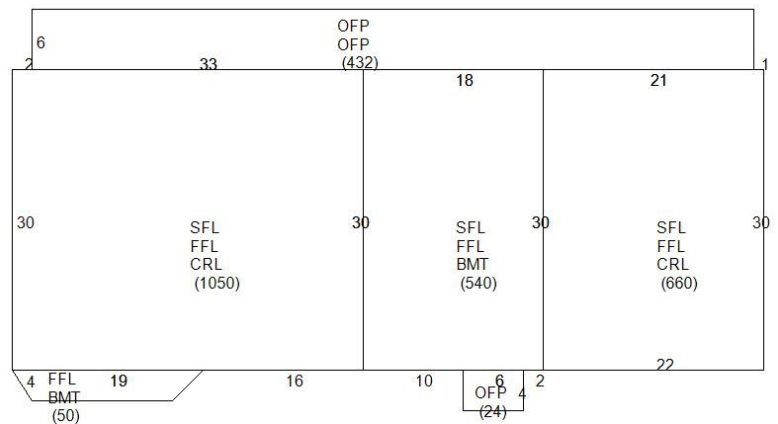 OFP
6
OFP
2
33
(432)
1
18
21
30
30
30
30
SFL
FFL
CRL
(1050)
SFL
FFL
BMT
(540)
SFL
FFL
CRL
(660)
22
4
FFL
19
16
10
6
2
BMT
OFP
4
(50)
(24)